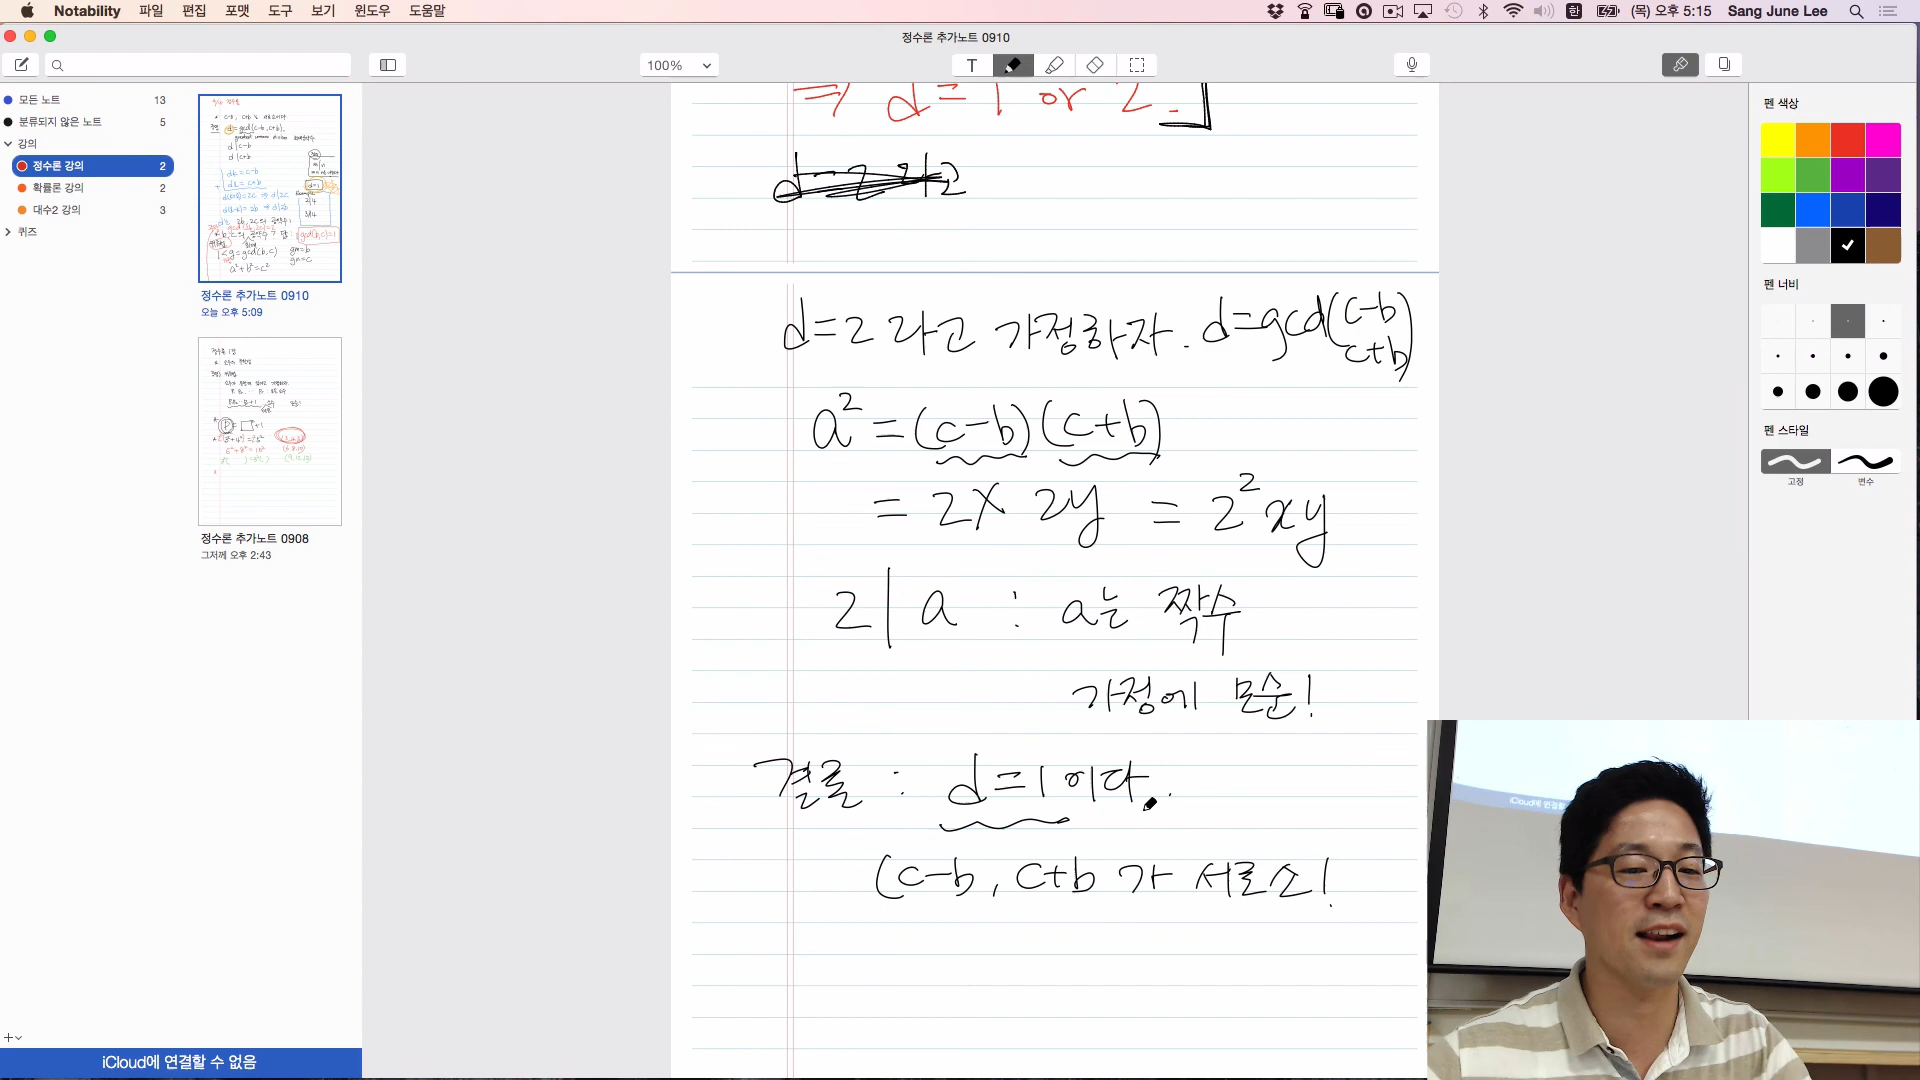 Notability 파일 편집 포맷 도구 보기 윈도우 도움말 (목) 오후 5:15 Sang June Lee
정수론 추가노트 0910
100%
T
모든 노트 13
분류되지 않은 노트 5
강의
정수론 강의 2
확률론 강의 2
대수2 강의 3
퀴즈
정수론 추가노트 0910
오늘 오후 5:09
정수론 추가노트 0908
그저께 오후 2:43
iCloud에 연결할 수 없음
⇒ d = 1 or 2.
d=2라고 가정하자. d=gcd(c-b, c+b)
a² = (c-b)(c+b)
= 2x 2y = 2²xy
2 | a : a는 짝수
가정에 모순!
결론 : d=1이다.
(c-b, c+b 가 서로소!
펜 색상
펜 너비
펜 스타일
고정 변수